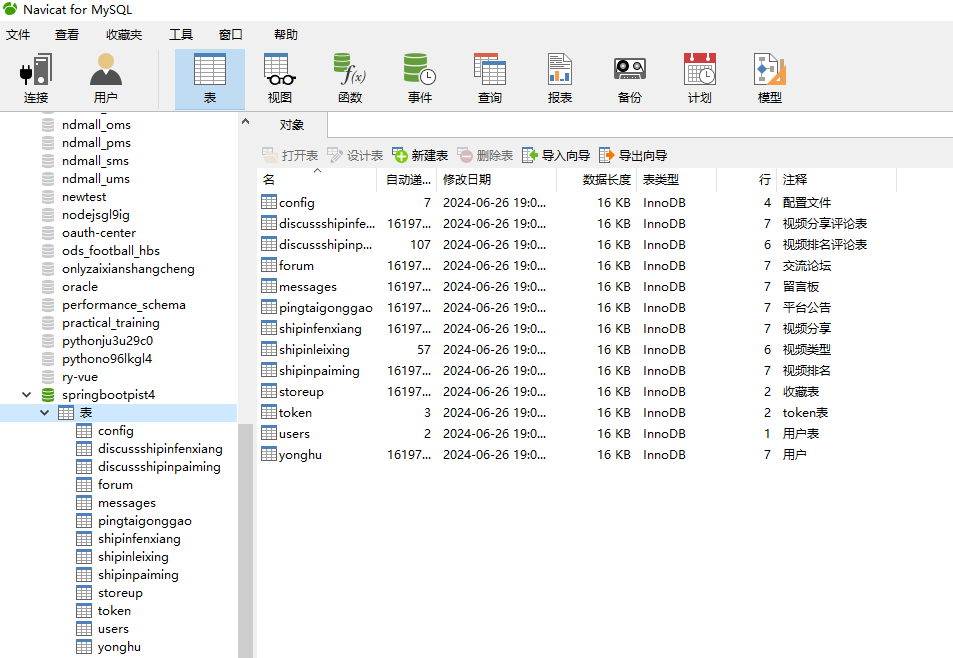 Navicat for MySQL
文件 查看 收藏夹 工具 窗口 帮助
连接 用户 表 视图 函数 事件 查询 报表 备份 计划 模型
ndmall_oms
ndmall_pms
ndmall_sms
ndmall_ums
newtest
nodejsgl9ig
oauth-center
ods_football_hbs
onlyzaixianshangcheng
oracle
performance_schema
practical_training
pythonju3u29c0
pythono96lkgl4
ry-vue
springbootpist4
表
config
discussshipinfenxiang
discussshipinpaiming
forum
messages
pingtaigonggao
shipinfenxiang
shipinleixing
shipinpaiming
storeup
token
users
yonghu
对象
打开表 设计表 新建表 删除表 导入向导 导出向导
名 自动递... 修改日期 数据长度 表类型 行 注释
config 7 2024-06-26 19:0... 16 KB InnoDB 4 配置文件
discussshipinfe... 16197... 2024-06-26 19:0... 16 KB InnoDB 7 视频分享评论表
discussshipinp... 107 2024-06-26 19:0... 16 KB InnoDB 6 视频排名评论表
forum 16197... 2024-06-26 19:0... 16 KB InnoDB 7 交流论坛
messages 16197... 2024-06-26 19:0... 16 KB InnoDB 7 留言板
pingtaigonggao 16197... 2024-06-26 19:0... 16 KB InnoDB 7 平台公告
shipinfenxiang 16197... 2024-06-26 19:0... 16 KB InnoDB 7 视频分享
shipinleixing 57 2024-06-26 19:0... 16 KB InnoDB 6 视频类型
shipinpaiming 16197... 2024-06-26 19:0... 16 KB InnoDB 7 视频排名
storeup 16197... 2024-06-26 19:0... 16 KB InnoDB 2 收藏表
token 3 2024-06-26 19:0... 16 KB InnoDB 2 token表
users 2 2024-06-26 19:0... 16 KB InnoDB 1 用户表
yonghu 16197... 2024-06-26 19:0... 16 KB InnoDB 7 用户